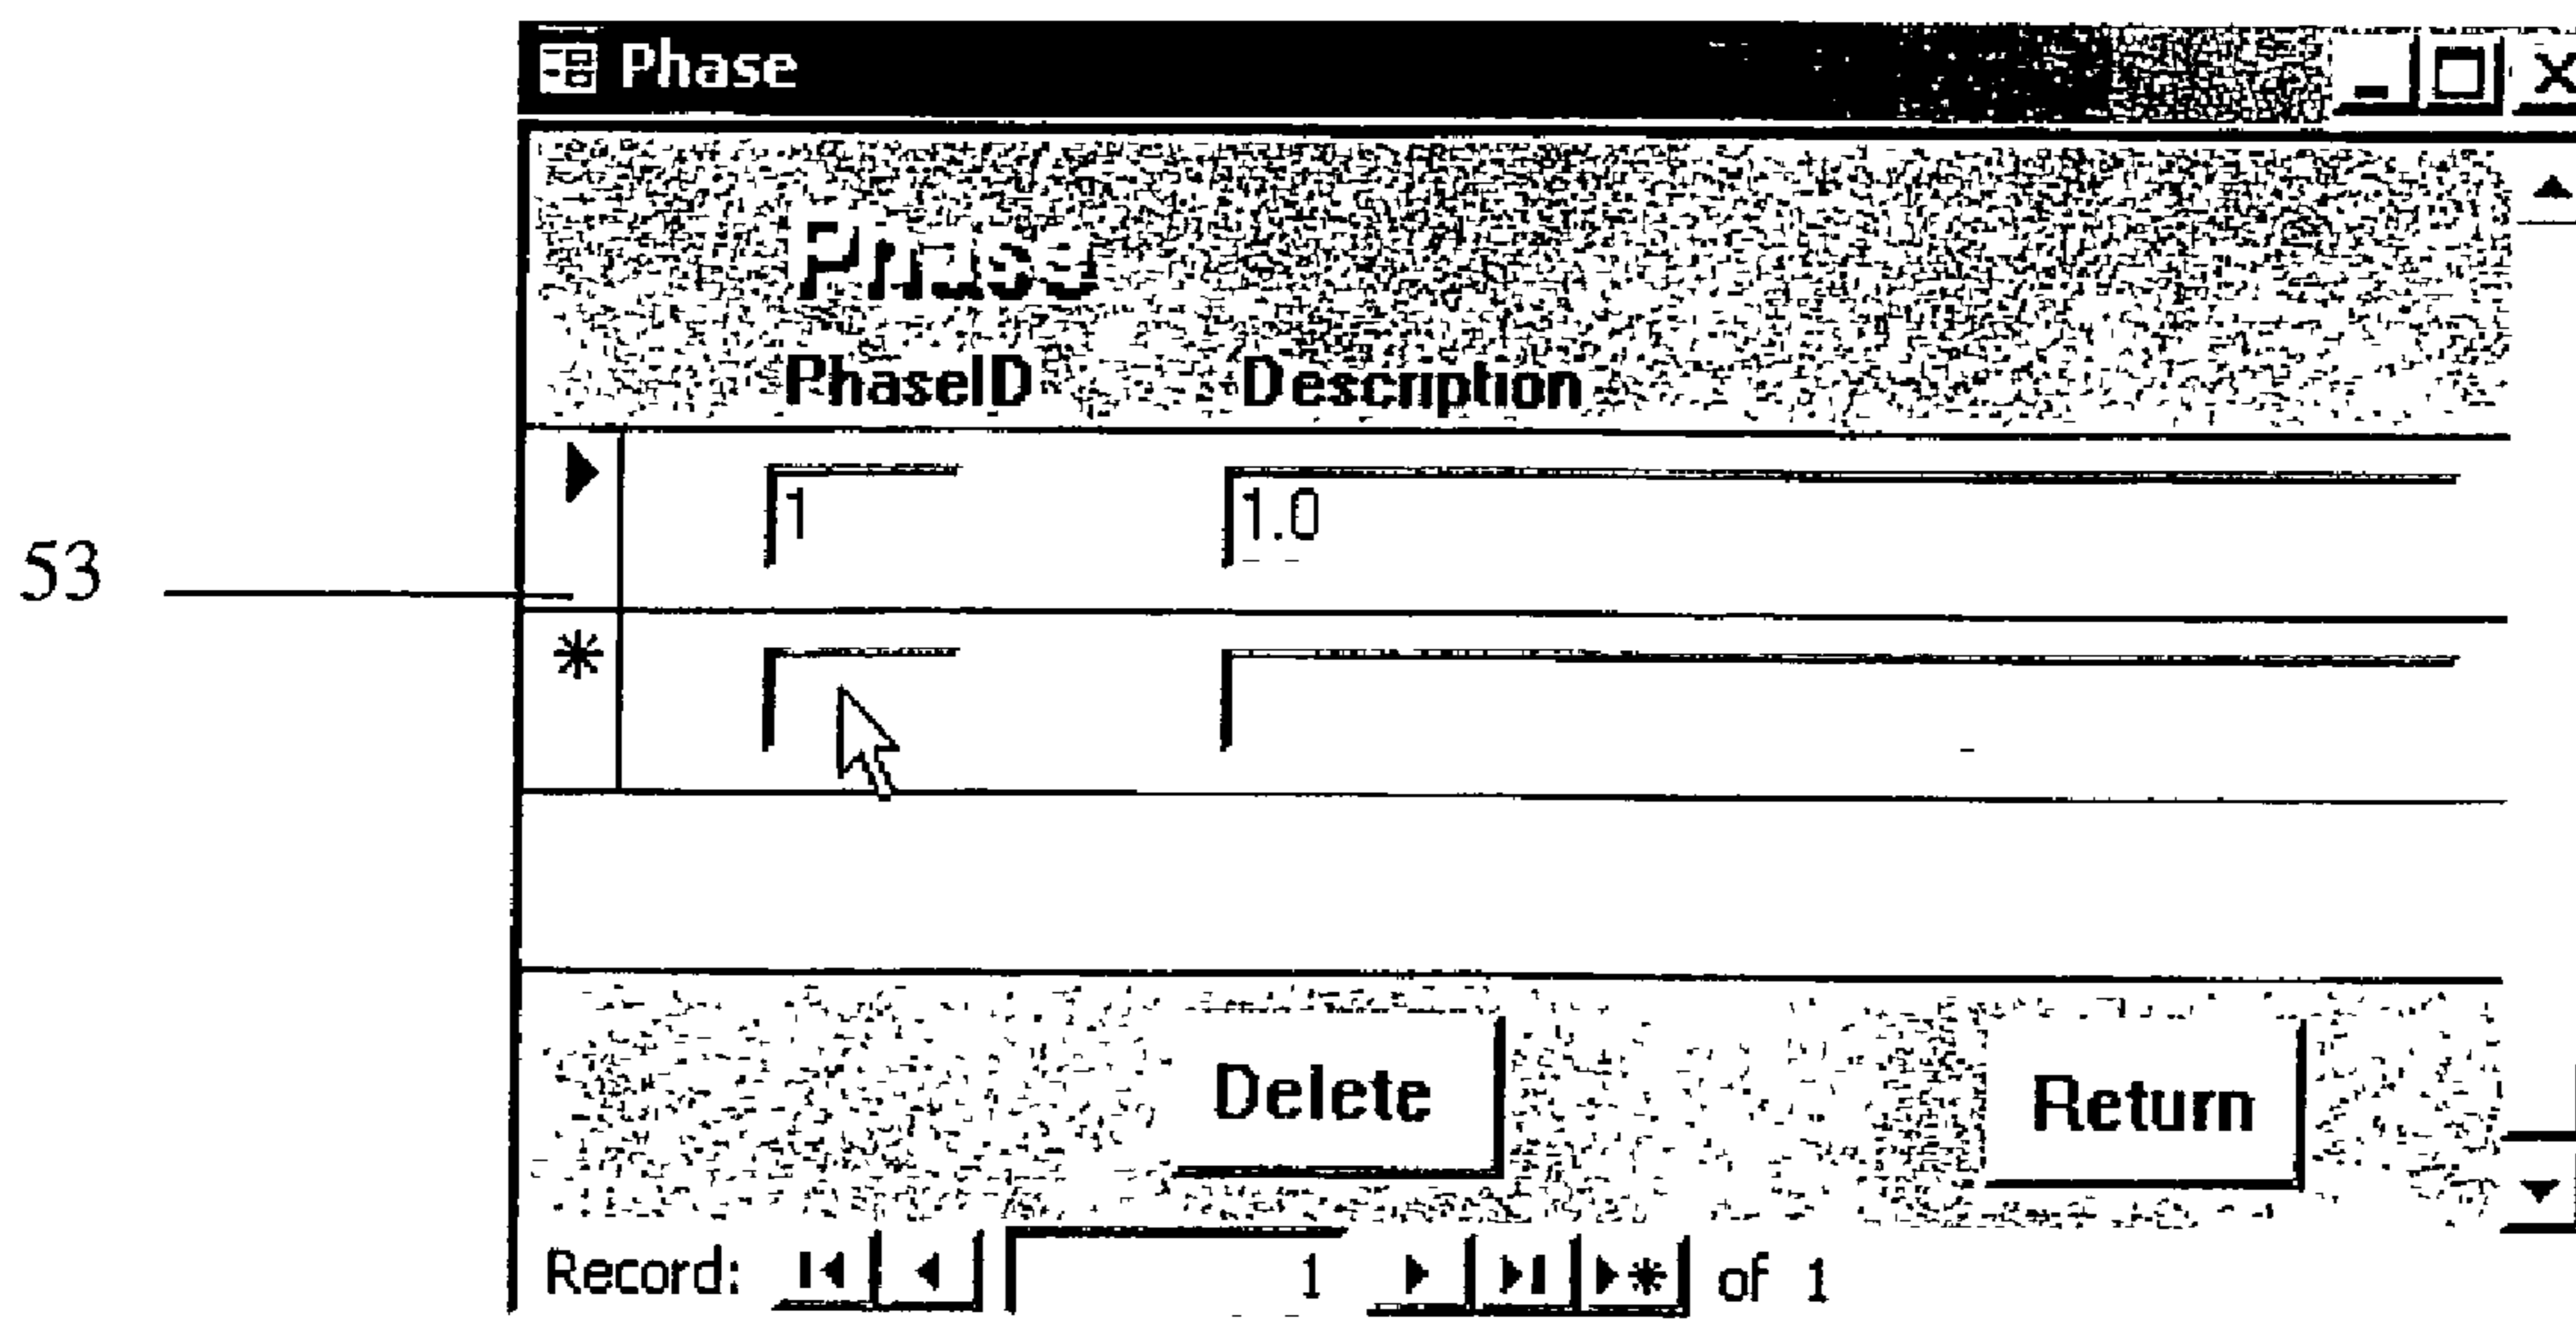 Phase
Phase
PhaseID Description
1 1.0
53
Delete Return
Record: 1 of 1